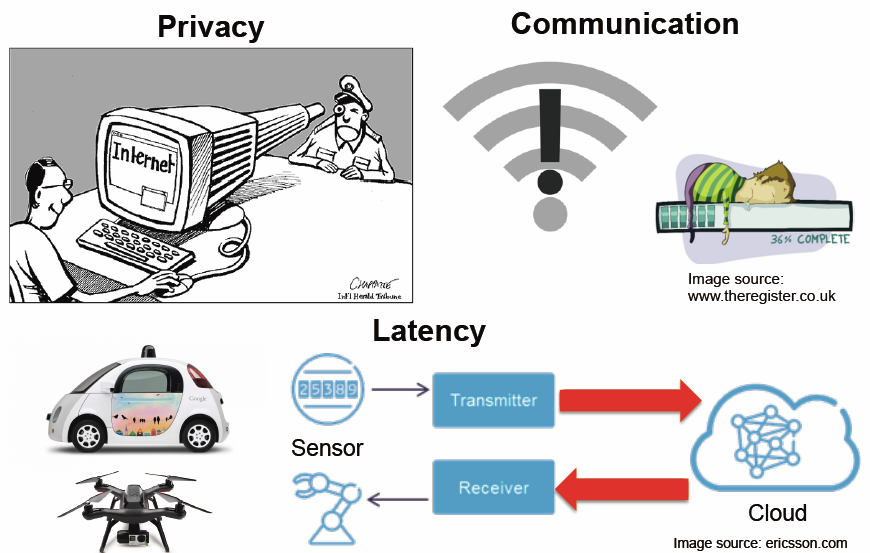 Privacy
Communication
Internet
CHAPPATTE
Int'l Herald Tribune
36% COMPLETE
Image source:
www.theregister.co.uk
Latency
Google
25389
Sensor
Transmitter
Receiver
Cloud
Image source: ericsson.com